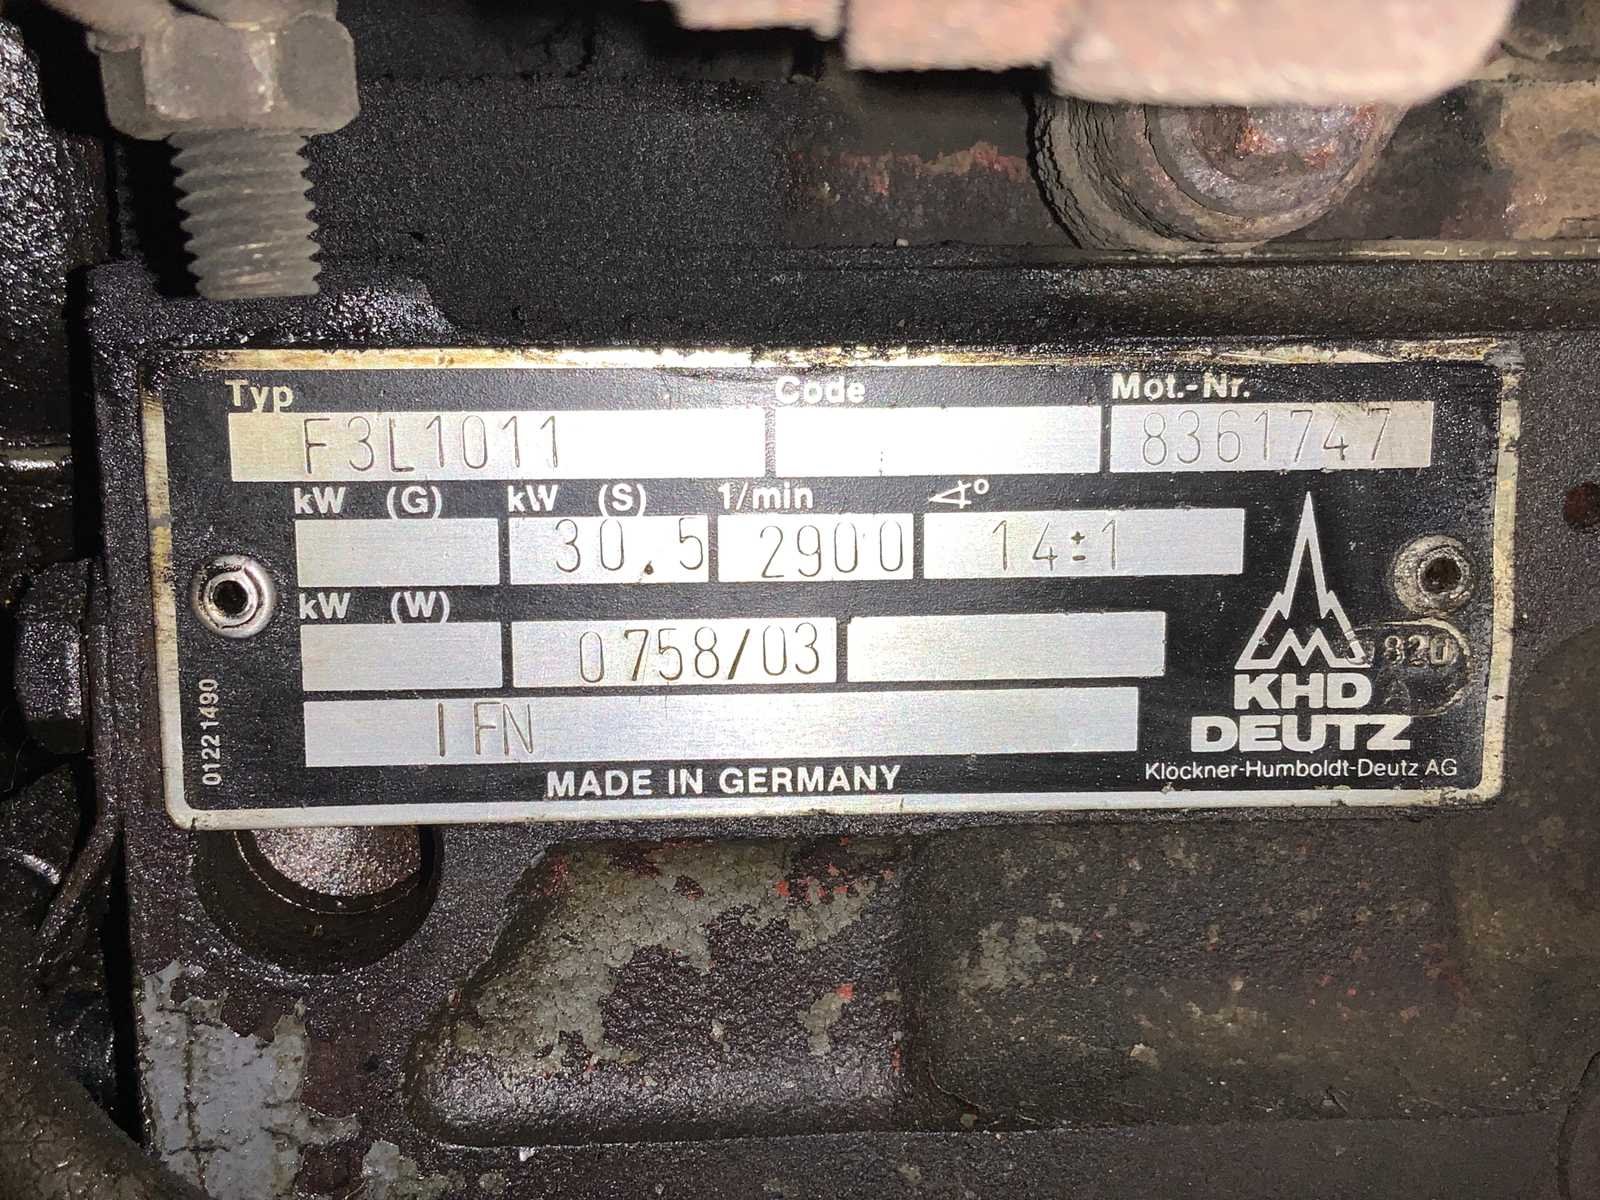 Typ Code Mot.-Nr.
F3L1011 8361747
kW (G) kW (S) 1/min ∢°
30.5 2900 14±1
kW (W)
0758/03
I FN
820
A
KHD
DEUTZ
Klöckner-Humboldt-Deutz AG
MADE IN GERMANY
0122 1490